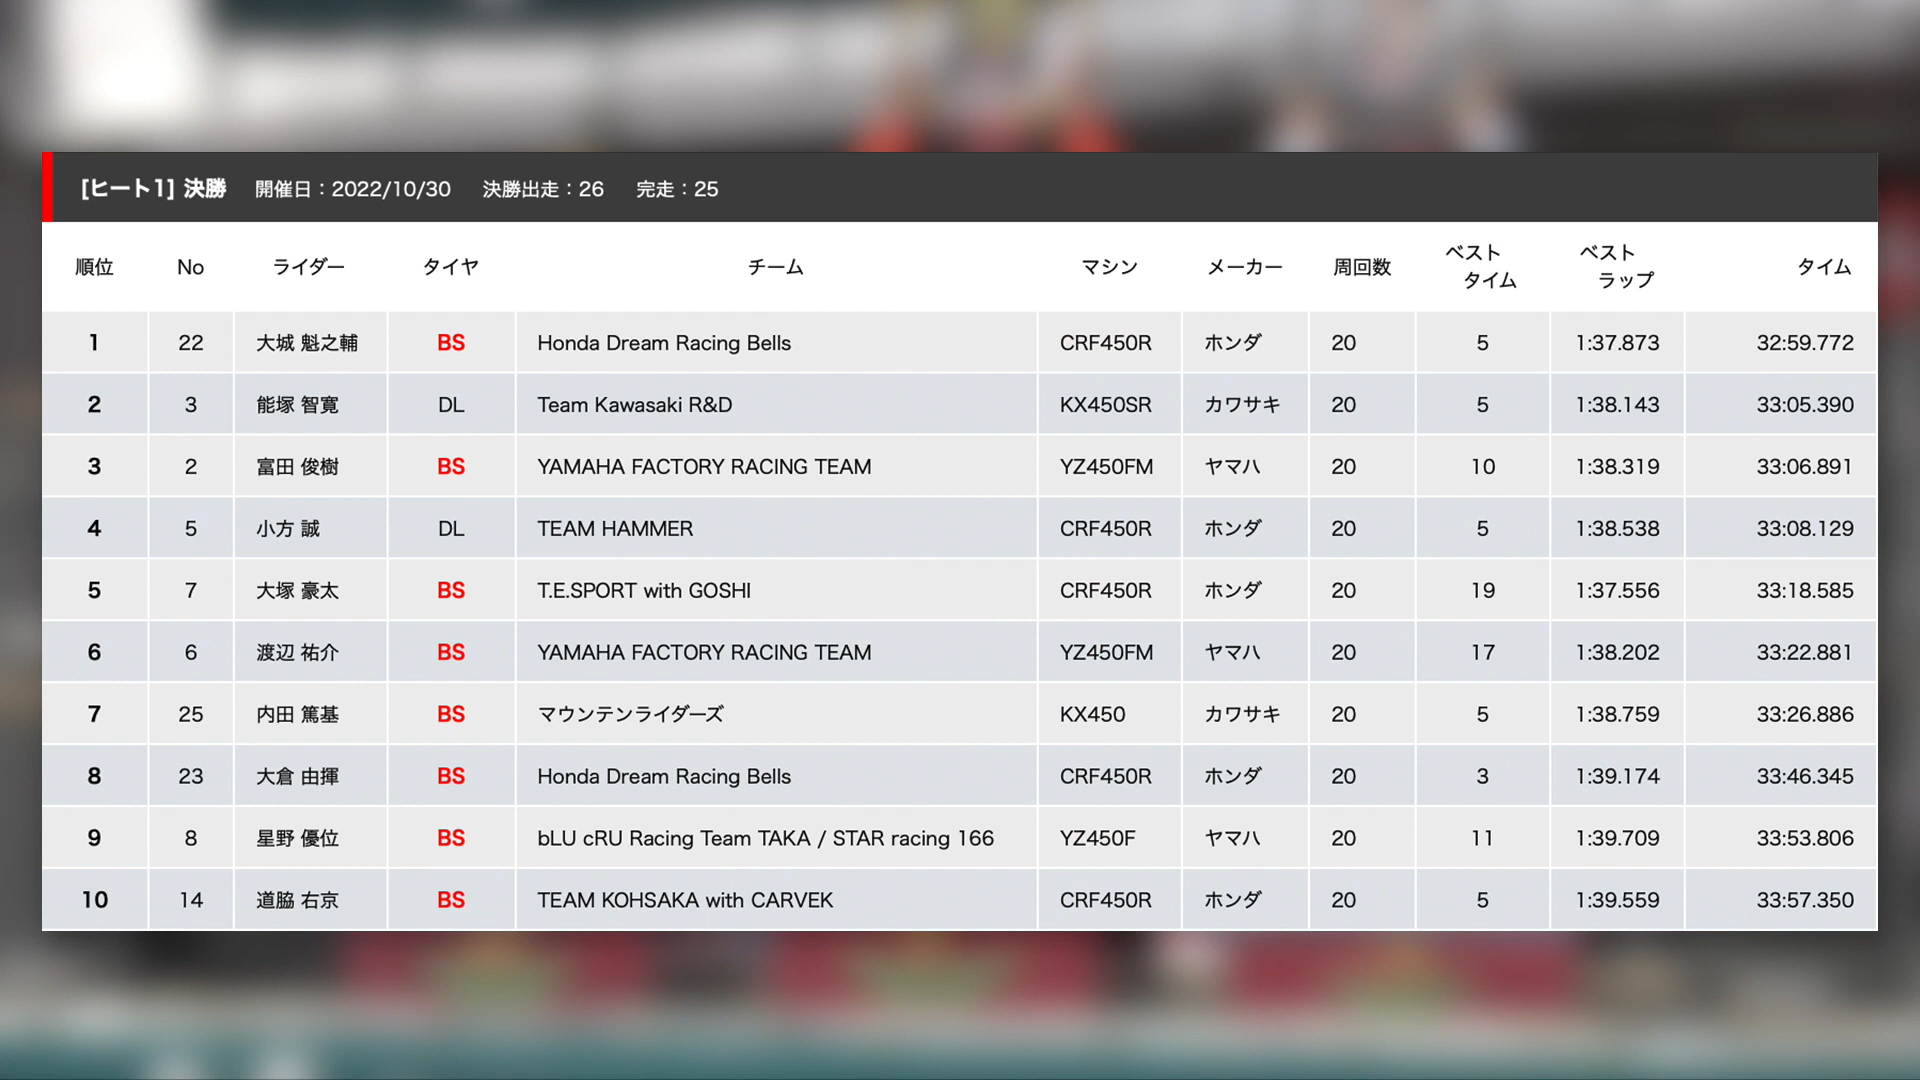 [ヒート1] 決勝 開催日：2022/10/30 決勝出走：26 完走：25
順位 No ライダー タイヤ チーム マシン メーカー 周回数 ベストタイム ベストラップ タイム
1 22 大城 魁之輔 BS Honda Dream Racing Bells CRF450R ホンダ 20 5 1:37.873 32:59.772
2 3 能塚 智寛 DL Team Kawasaki R&D KX450SR カワサキ 20 5 1:38.143 33:05.390
3 2 富田 俊樹 BS YAMAHA FACTORY RACING TEAM YZ450FM ヤマハ 20 10 1:38.319 33:06.891
4 5 小方 誠 DL TEAM HAMMER CRF450R ホンダ 20 5 1:38.538 33:08.129
5 7 大塚 豪太 BS T.E.SPORT with GOSHI CRF450R ホンダ 20 19 1:37.556 33:18.585
6 6 渡辺 祐介 BS YAMAHA FACTORY RACING TEAM YZ450FM ヤマハ 20 17 1:38.202 33:22.881
7 25 内田 篤基 BS マウンテンライダーズ KX450 カワサキ 20 5 1:38.759 33:26.886
8 23 大倉 由揮 BS Honda Dream Racing Bells CRF450R ホンダ 20 3 1:39.174 33:46.345
9 8 星野 優位 BS bLU cRU Racing Team TAKA / STAR racing 166 YZ450F ヤマハ 20 11 1:39.709 33:53.806
10 14 道脇 右京 BS TEAM KOHSAKA with CARVEK CRF450R ホンダ 20 5 1:39.559 33:57.350